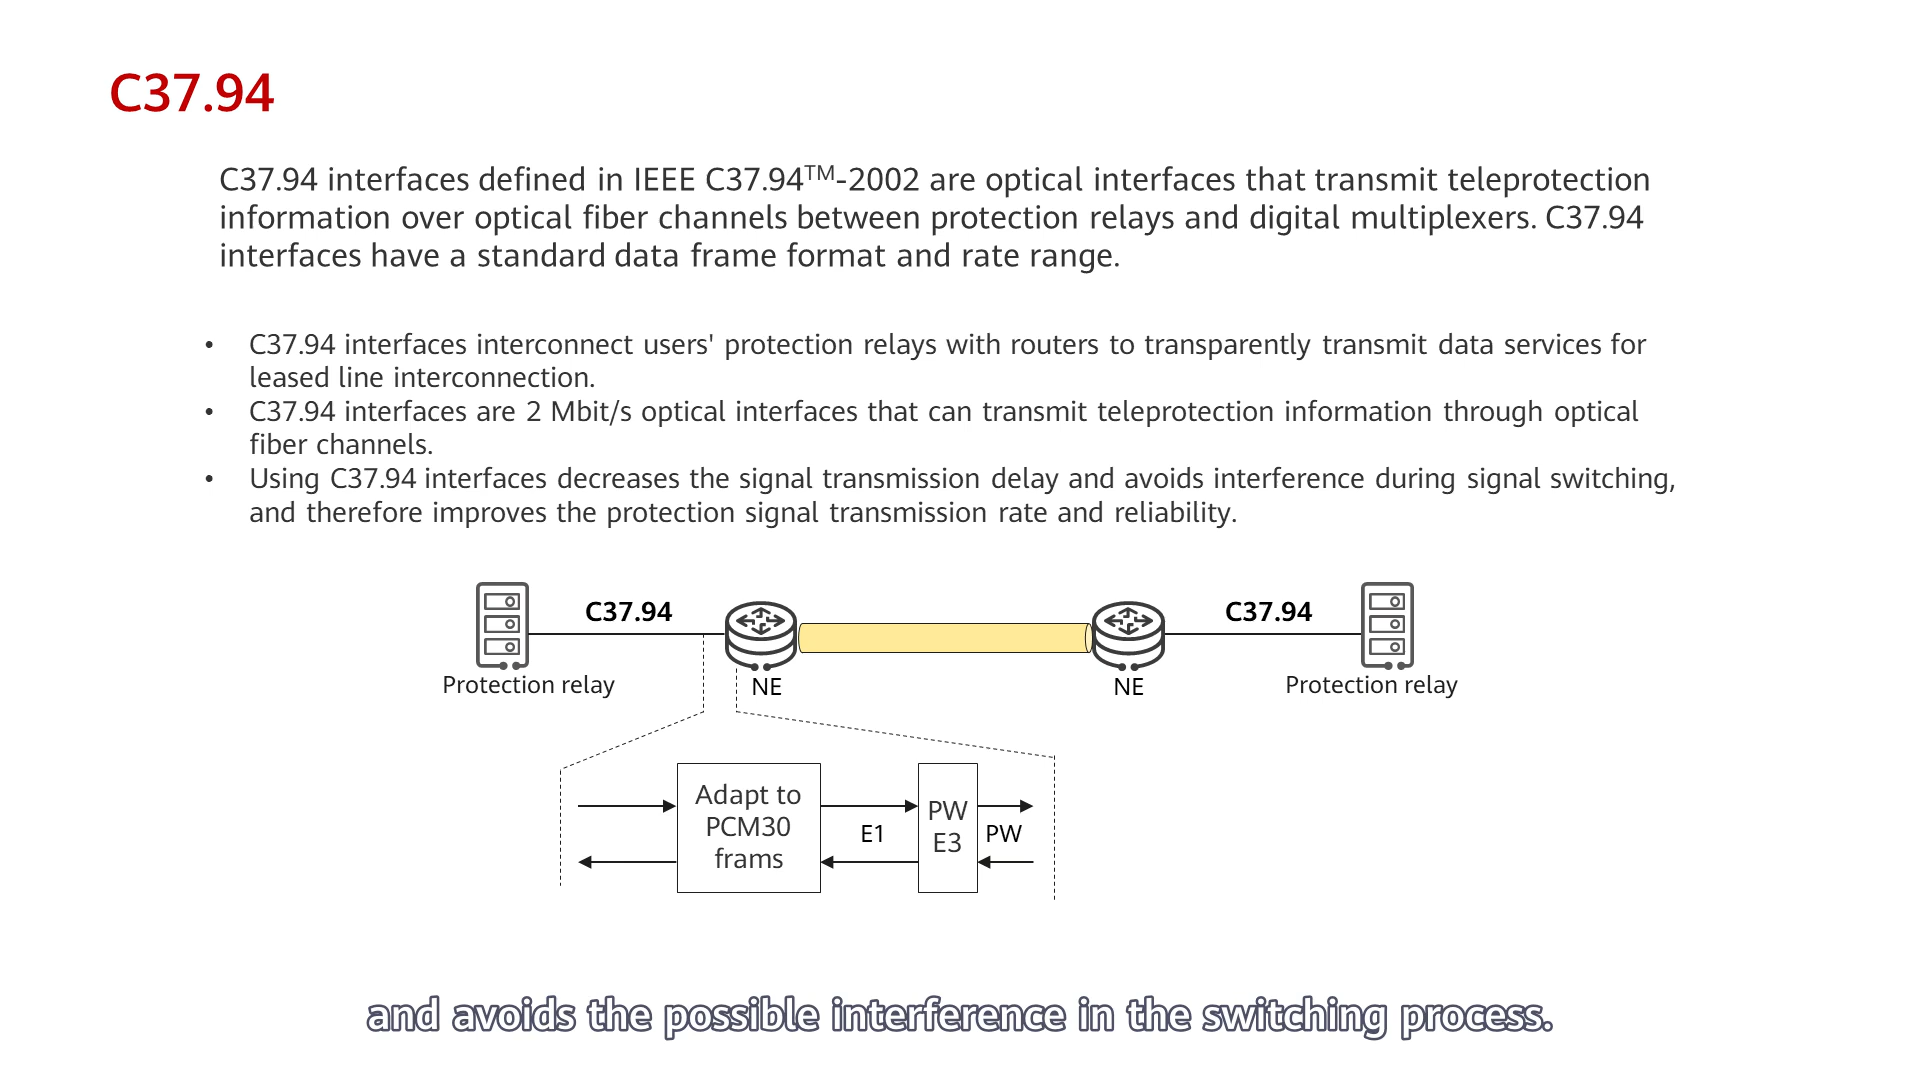 C37.94
C37.94 interfaces defined in IEEE C37.94™-2002 are optical interfaces that transmit teleprotection
information over optical fiber channels between protection relays and digital multiplexers. C37.94
interfaces have a standard data frame format and rate range.
• C37.94 interfaces interconnect users' protection relays with routers to transparently transmit data services for
leased line interconnection.
• C37.94 interfaces are 2 Mbit/s optical interfaces that can transmit teleprotection information through optical
fiber channels.
• Using C37.94 interfaces decreases the signal transmission delay and avoids interference during signal switching,
and therefore improves the protection signal transmission rate and reliability.
C37.94
C37.94
Protection relay
NE
NE
Protection relay
Adapt to
PCM30
frams
E1
PW
E3
PW
and avoids the possible interference in the switching process.